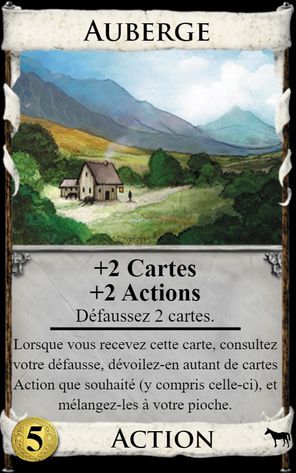 Auberge
+2 Cartes
+2 Actions
Défaussez 2 cartes.
Lorsque vous recevez cette carte, consultez
votre défausse, dévoilez-en autant de cartes
Action que souhaité (y compris celle-ci), et
mélangez-les à votre pioche.
5
Action